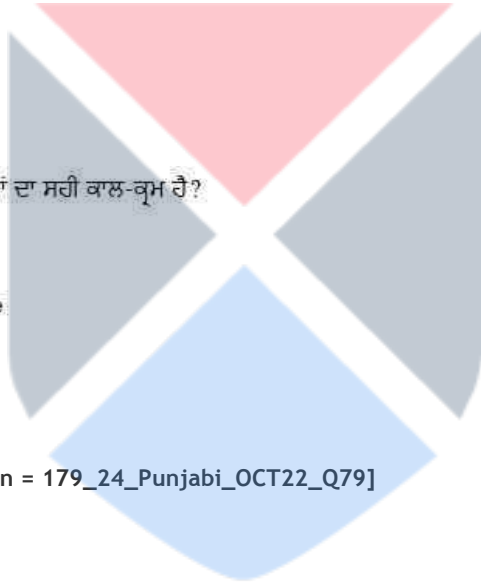 ਦਾ ਸਹੀ ਕਾਲ-ਕ੍ਰਮ ਹੈ?
n = 179_24_Punjabi_OCT22_Q79]